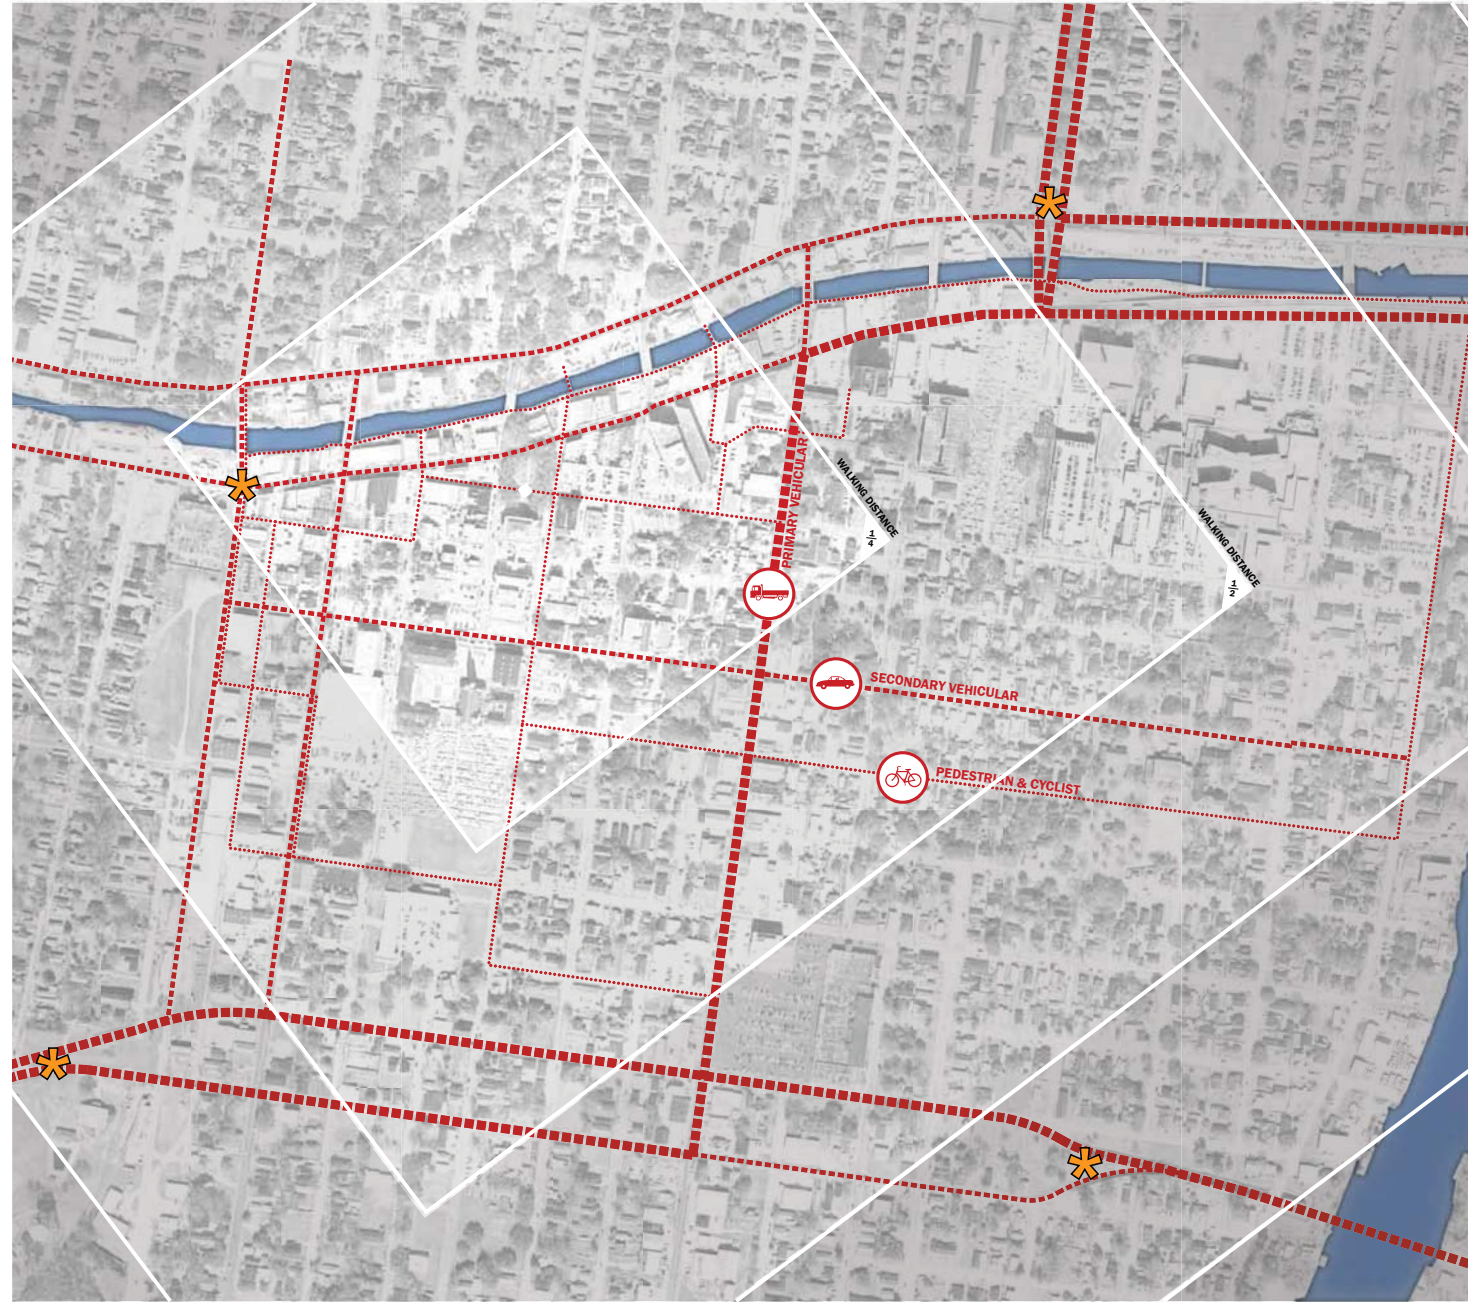 PRIMARY VEHICULAR
WALKING DISTANCE
1/4
WALKING DISTANCE
1/2
SECONDARY VEHICULAR
PEDESTRIAN & CYCLIST